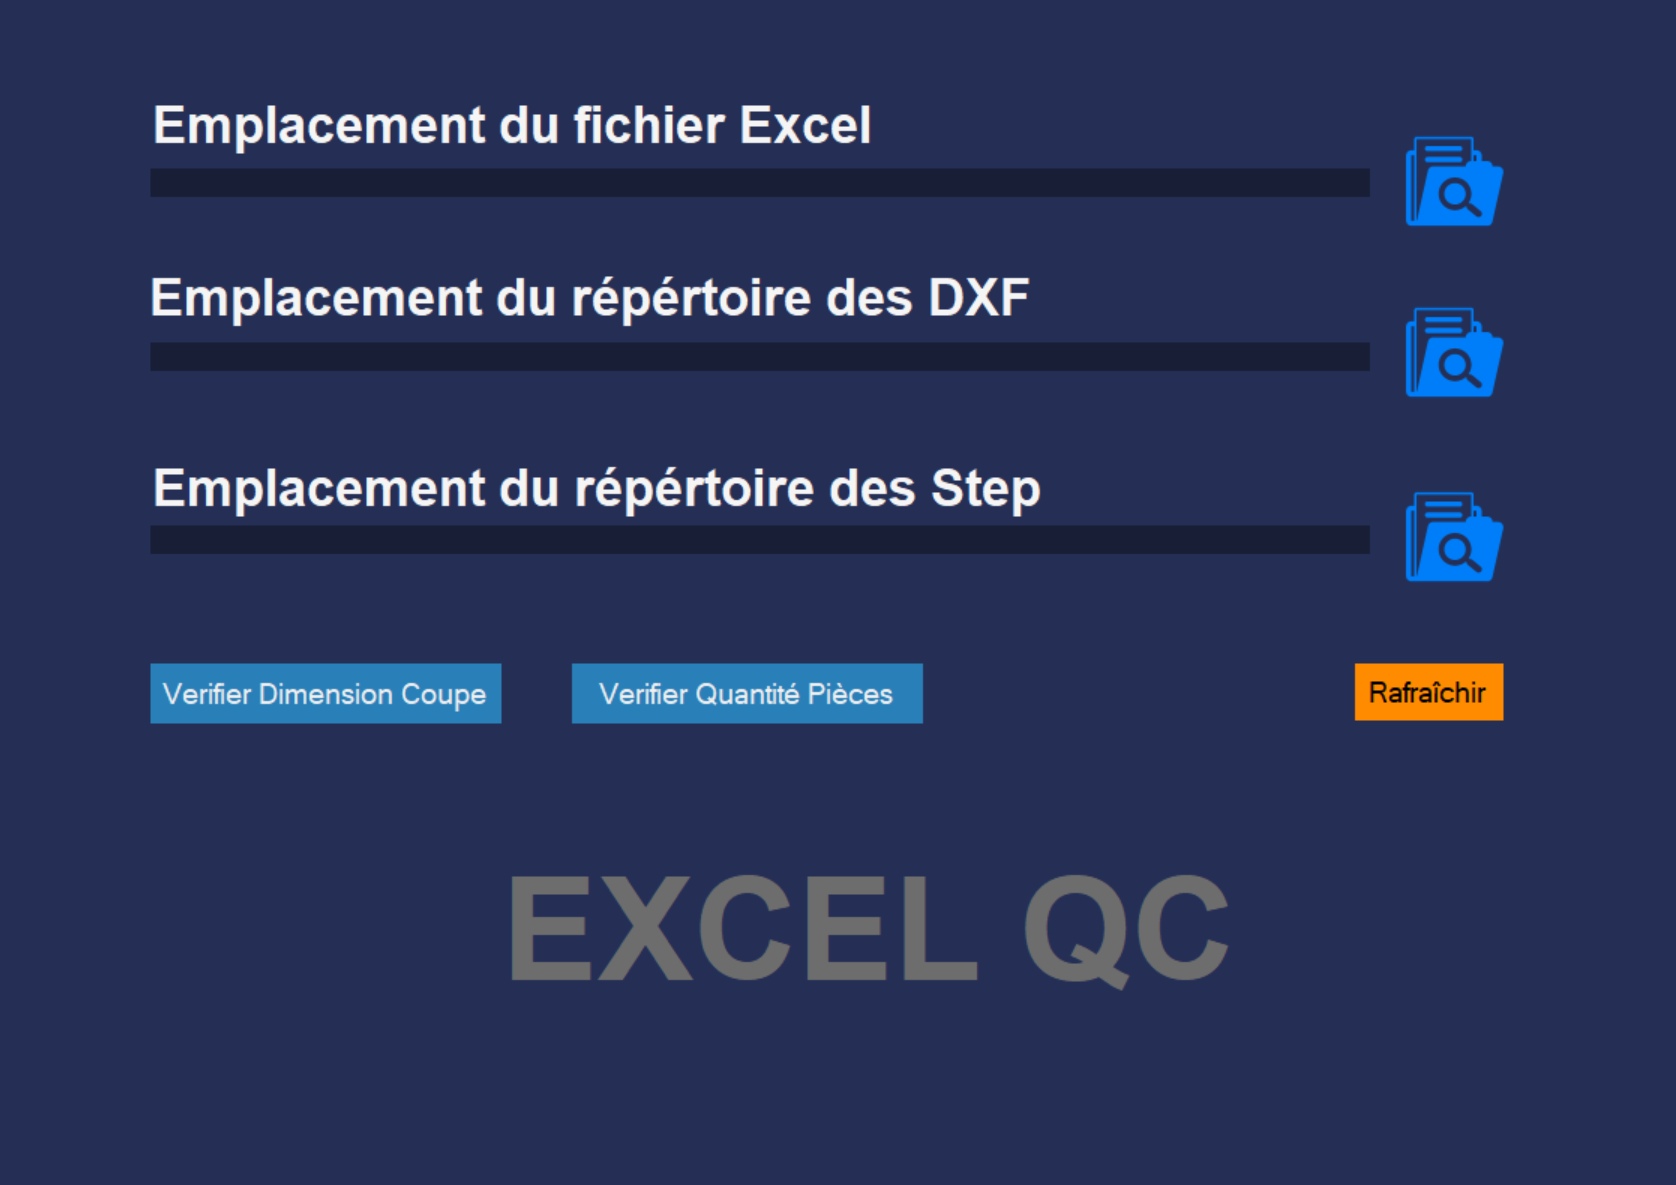 Emplacement du fichier Excel
Emplacement du répértoire des DXF
Emplacement du répértoire des Step
Verifier Dimension Coupe
Verifier Quantité Pièces
Rafraîchir
EXCEL QC